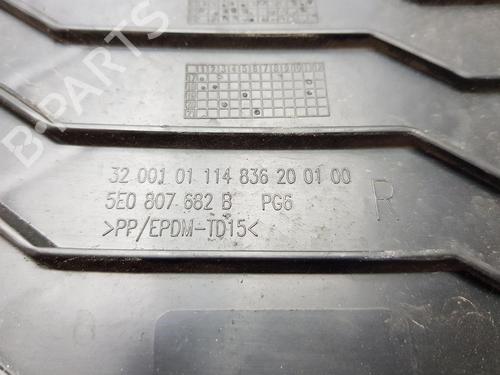 B-PARTS
32 001 01 114 836 20 01 00
5E0 807 682 B PG6
>PP/EPDM-TD15<
R